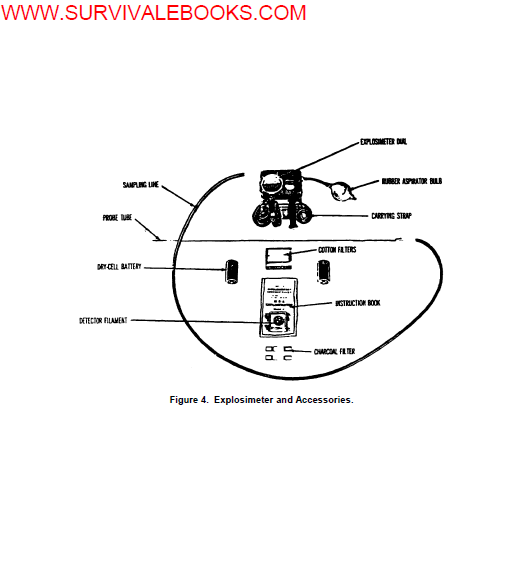 WWW.SURVIVALEBOOKS.COM
EXPLOSIMETER DIAL
SAMPLING LINE
RUBBER ASPIRATOR BULB
PROBE TUBE
CARRYING STRAP
COTTON FILTERS
DRY-CELL BATTERY
INSTRUCTION BOOK
DETECTOR FILAMENT
CHARCOAL FILTER
Figure 4. Explosimeter and Accessories.